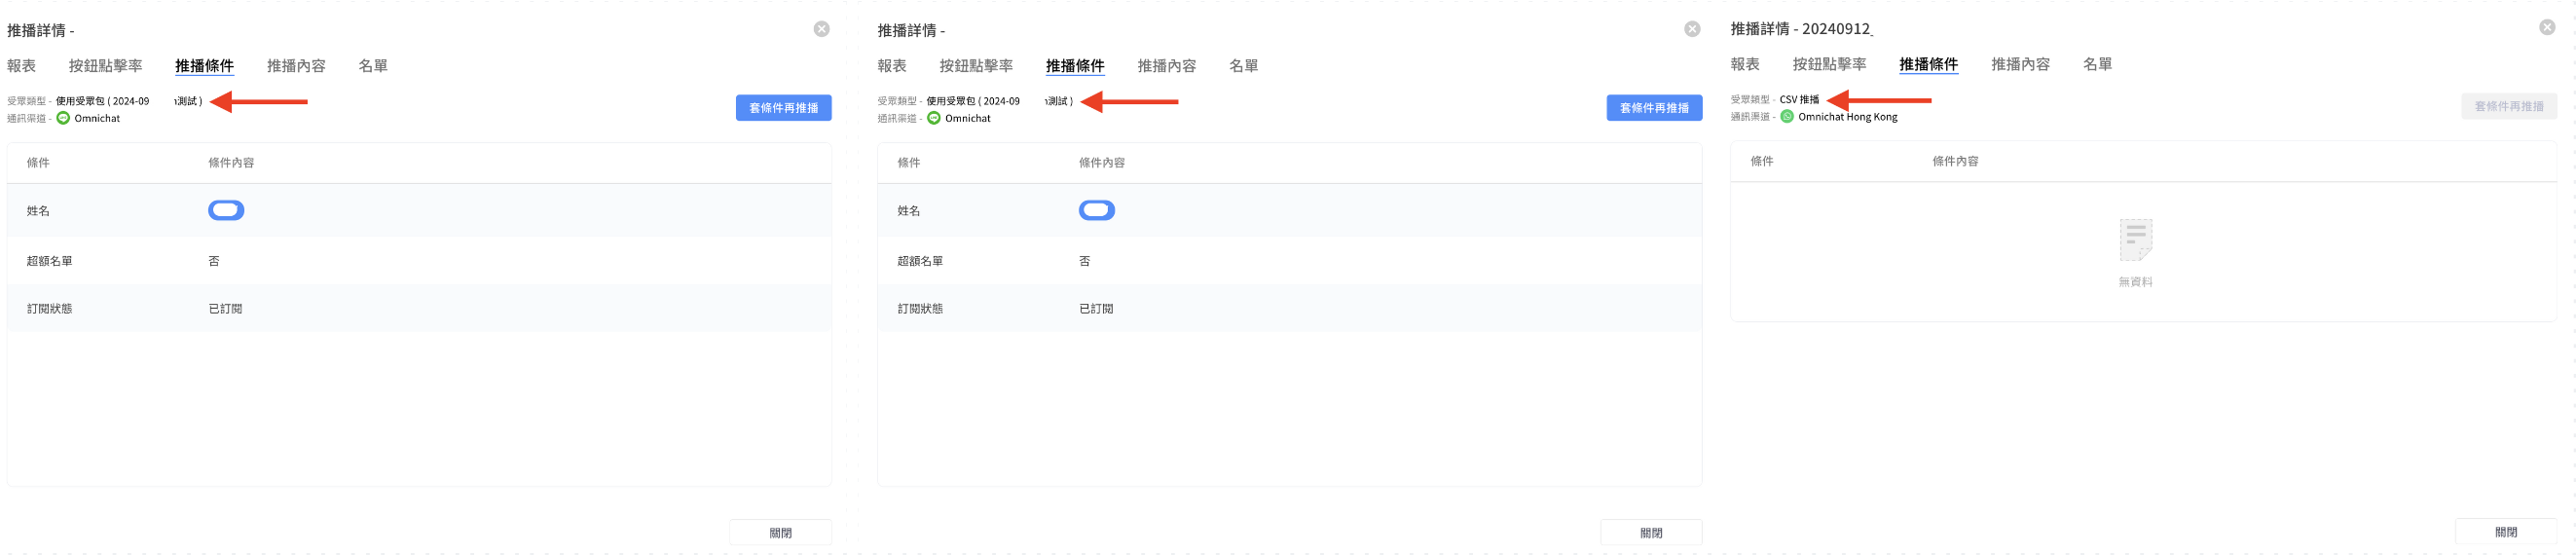 推播詳情 -
報表 按鈕點擊率 推播條件 推播內容 名單
受眾類型 - 使用受眾包 ( 2024-09 測試 )
通訊渠道 - Omnichat
套條件再推播
條件 條件內容
姓名
超額名單 否
訂閱狀態 已訂閱
關閉
推播詳情 -
報表 按鈕點擊率 推播條件 推播內容 名單
受眾類型 - 使用受眾包 ( 2024-09 測試 )
通訊渠道 - Omnichat
套條件再推播
條件 條件內容
姓名
超額名單 否
訂閱狀態 已訂閱
關閉
推播詳情 - 20240912_
報表 按鈕點擊率 推播條件 推播內容 名單
受眾類型 - CSV 推播
通訊渠道 - Omnichat Hong Kong
套條件再推播
條件 條件內容
無資料
關閉